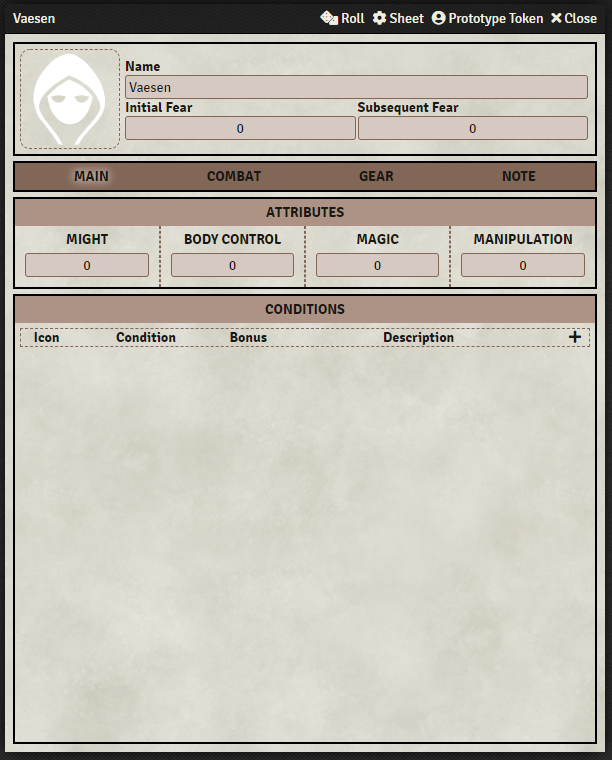 Vaesen Roll Sheet Prototype Token Close
Name
Vaesen
Initial Fear Subsequent Fear
0 0
MAIN COMBAT GEAR NOTE
ATTRIBUTES
MIGHT BODY CONTROL MAGIC MANIPULATION
0 0 0 0
CONDITIONS
Icon Condition Bonus Description +